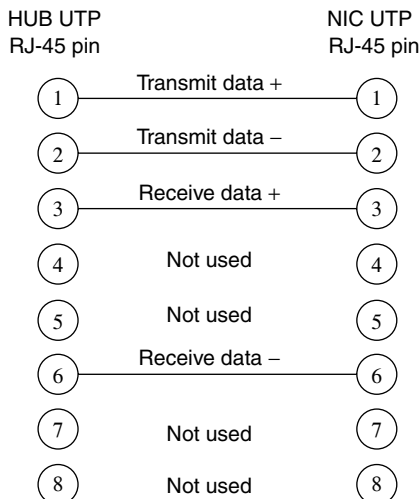 HUB UTP NIC UTP
RJ-45 pin RJ-45 pin
1 Transmit data + 1
2 Transmit data − 2
3 Receive data + 3
4 Not used 4
5 Not used 5
6 Receive data − 6
7 Not used 7
8 Not used 8